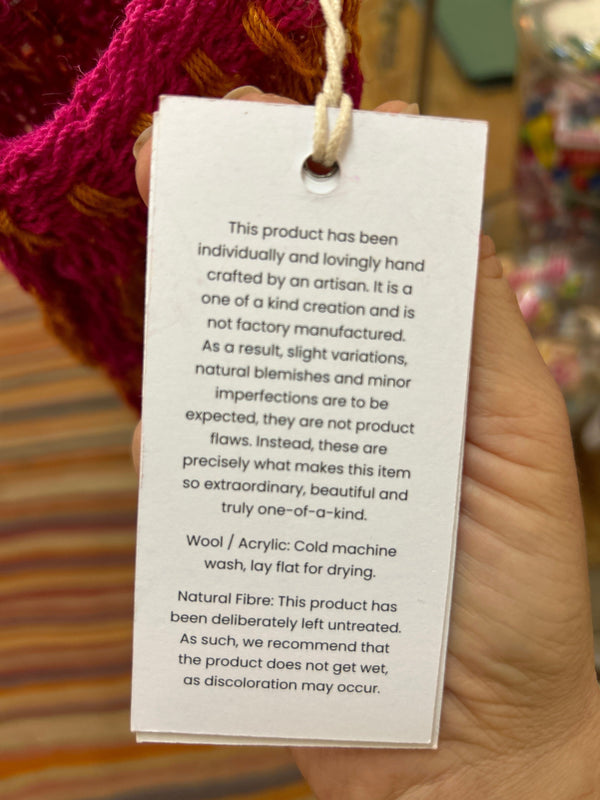 This product has been
individually and lovingly hand
crafted by an artisan. It is a
one of a kind creation and is
not factory manufactured.
As a result, slight variations,
natural blemishes and minor
imperfections are to be
expected, they are not product
flaws. Instead, these are
precisely what makes this item
so extraordinary, beautiful and
truly one-of-a-kind.
Wool / Acrylic: Cold machine
wash, lay flat for drying.
Natural Fibre: This product has
been deliberately left untreated.
As such, we recommend that
the product does not get wet,
as discoloration may occur.